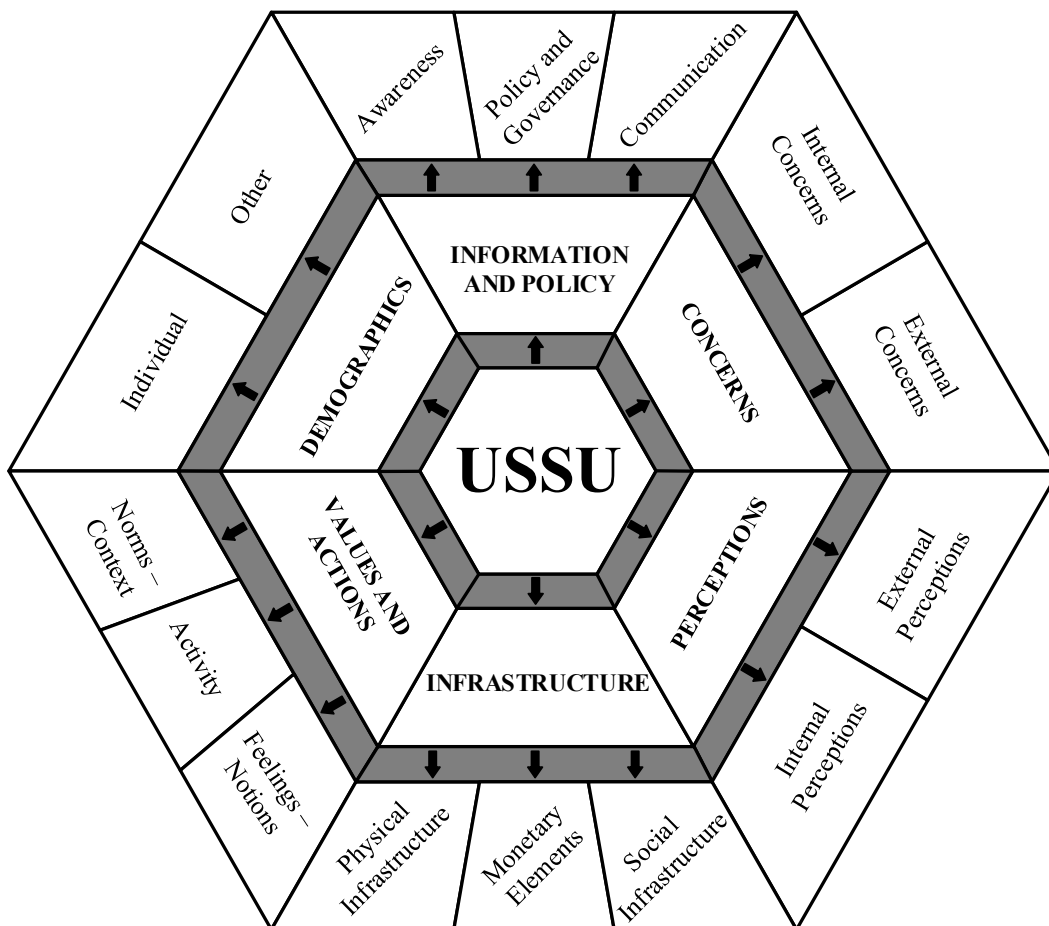 Awareness
Policy and
Governance
Communication
Other
Internal
Concerns
INFORMATION
AND POLICY
DEMOGRAPHICS
CONCERNS
Individual
External
Concerns
USSU
Norms –
Context
VALUES AND
ACTIONS
PERCEPTIONS
External
Perceptions
Activity
INFRASTRUCTURE
Feelings –
Notions
Internal
Perceptions
Physical
Infrastructure
Monetary
Elements
Social
Infrastructure